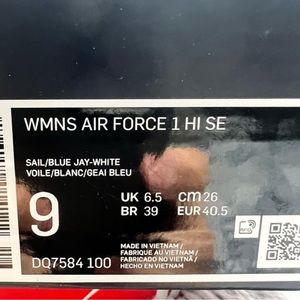 WMNS AIR FORCE 1 HI SE
SAIL/BLUE JAY-WHITE
VOILE/BLANC/GEAI BLEU
9
UK 6.5 CM 26
BR 39 EUR 40.5
RFID
MADE IN VIETNAM /
FABRIQUÉ AU VIETNAM /
FABRICADO NO VIETNÃ /
HECHO EN VIETNAM
DQ7584 100